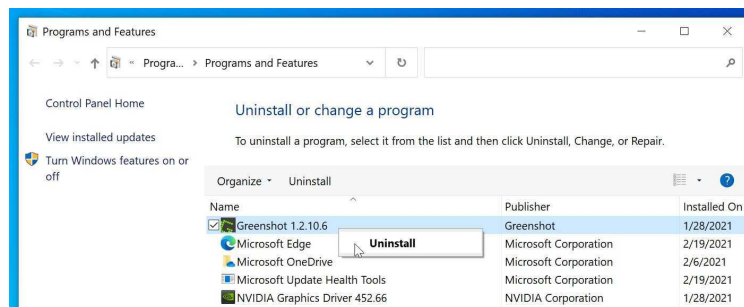 Programs and Features
Progra... > Programs and Features
Control Panel Home
Uninstall or change a program
View installed updates
To uninstall a program, select it from the list and then click Uninstall, Change, or Repair.
Turn Windows features on or
off
Organize Uninstall
Name Publisher Installed On
Greenshot 1.2.10.6 Greenshot 1/28/2021
Microsoft Edge Microsoft Corporation 2/19/2021
Uninstall
Microsoft OneDrive Microsoft Corporation 2/6/2021
Microsoft Update Health Tools Microsoft Corporation 2/19/2021
NVIDIA Graphics Driver 452.66 NVIDIA Corporation 1/28/2021